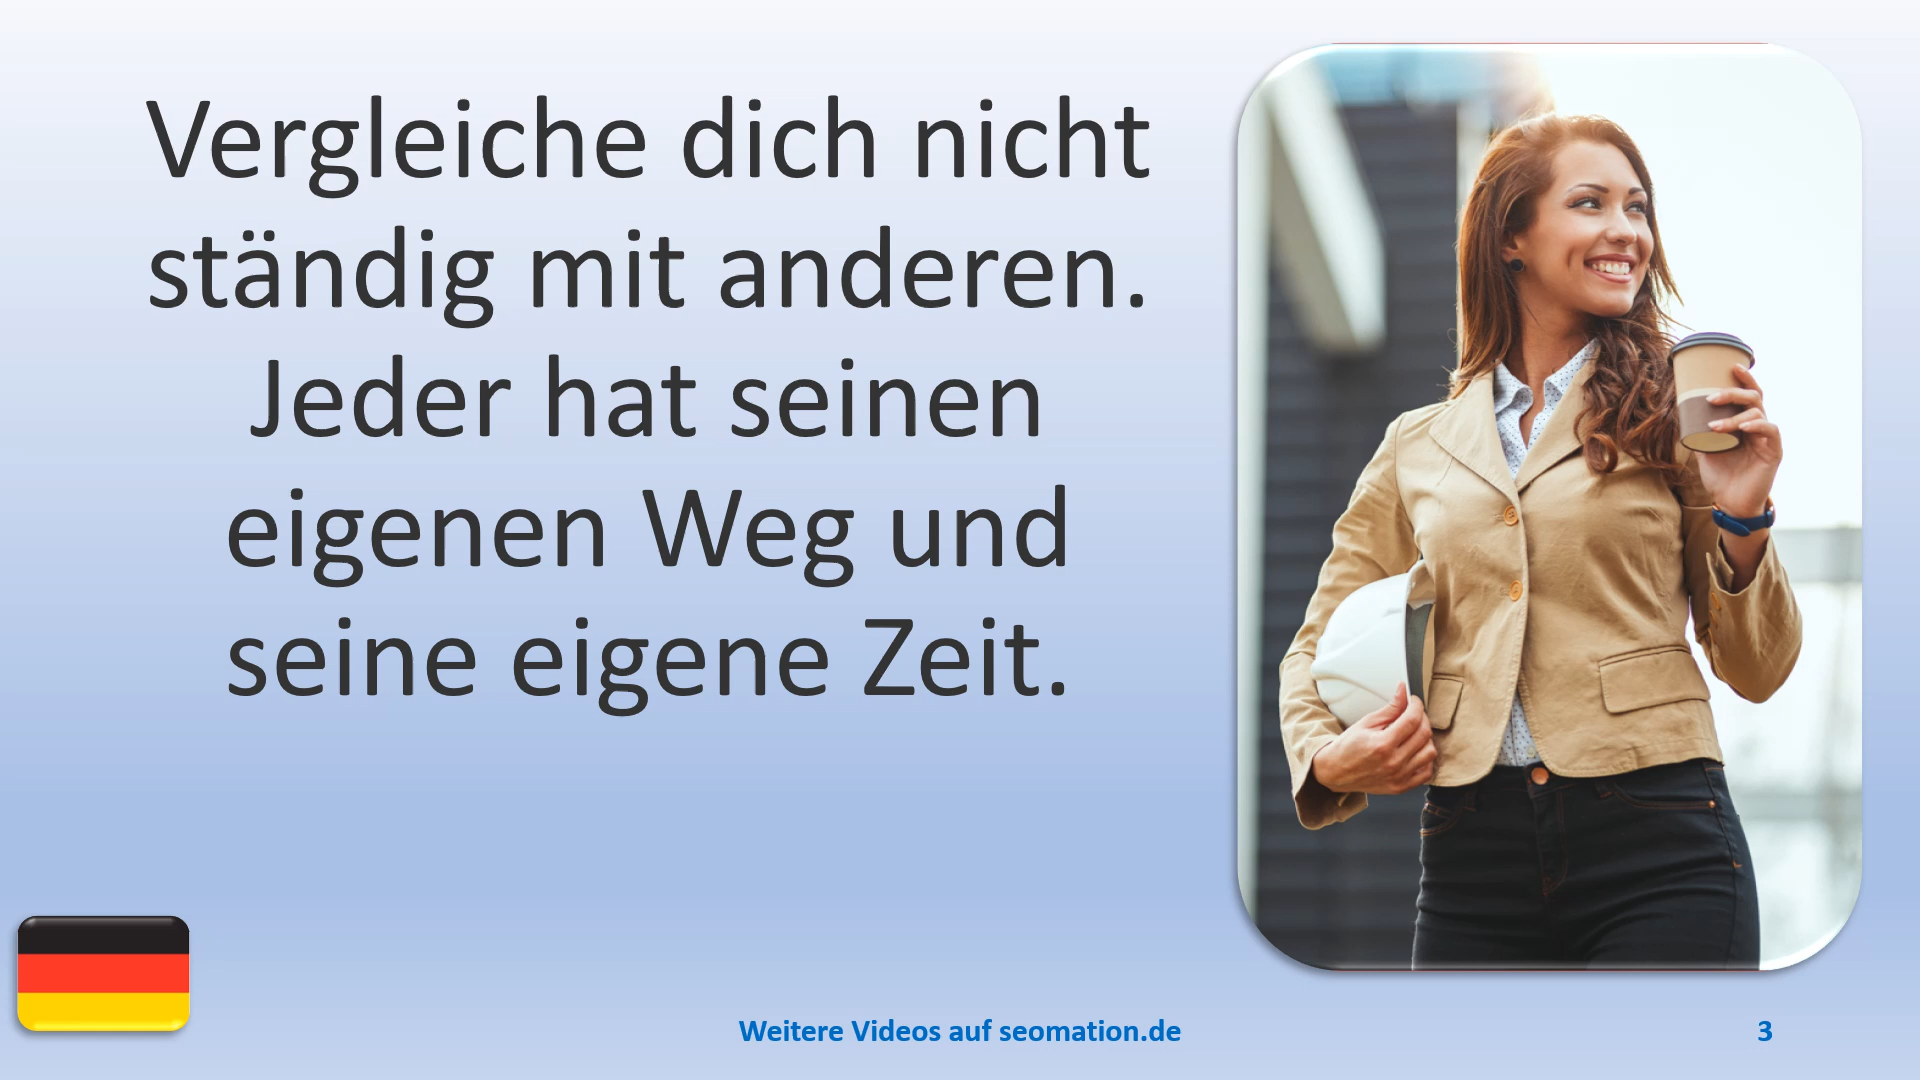 Vergleiche dich nicht
ständig mit anderen.
Jeder hat seinen
eigenen Weg und
seine eigene Zeit.
Weitere Videos auf seomation.de
3